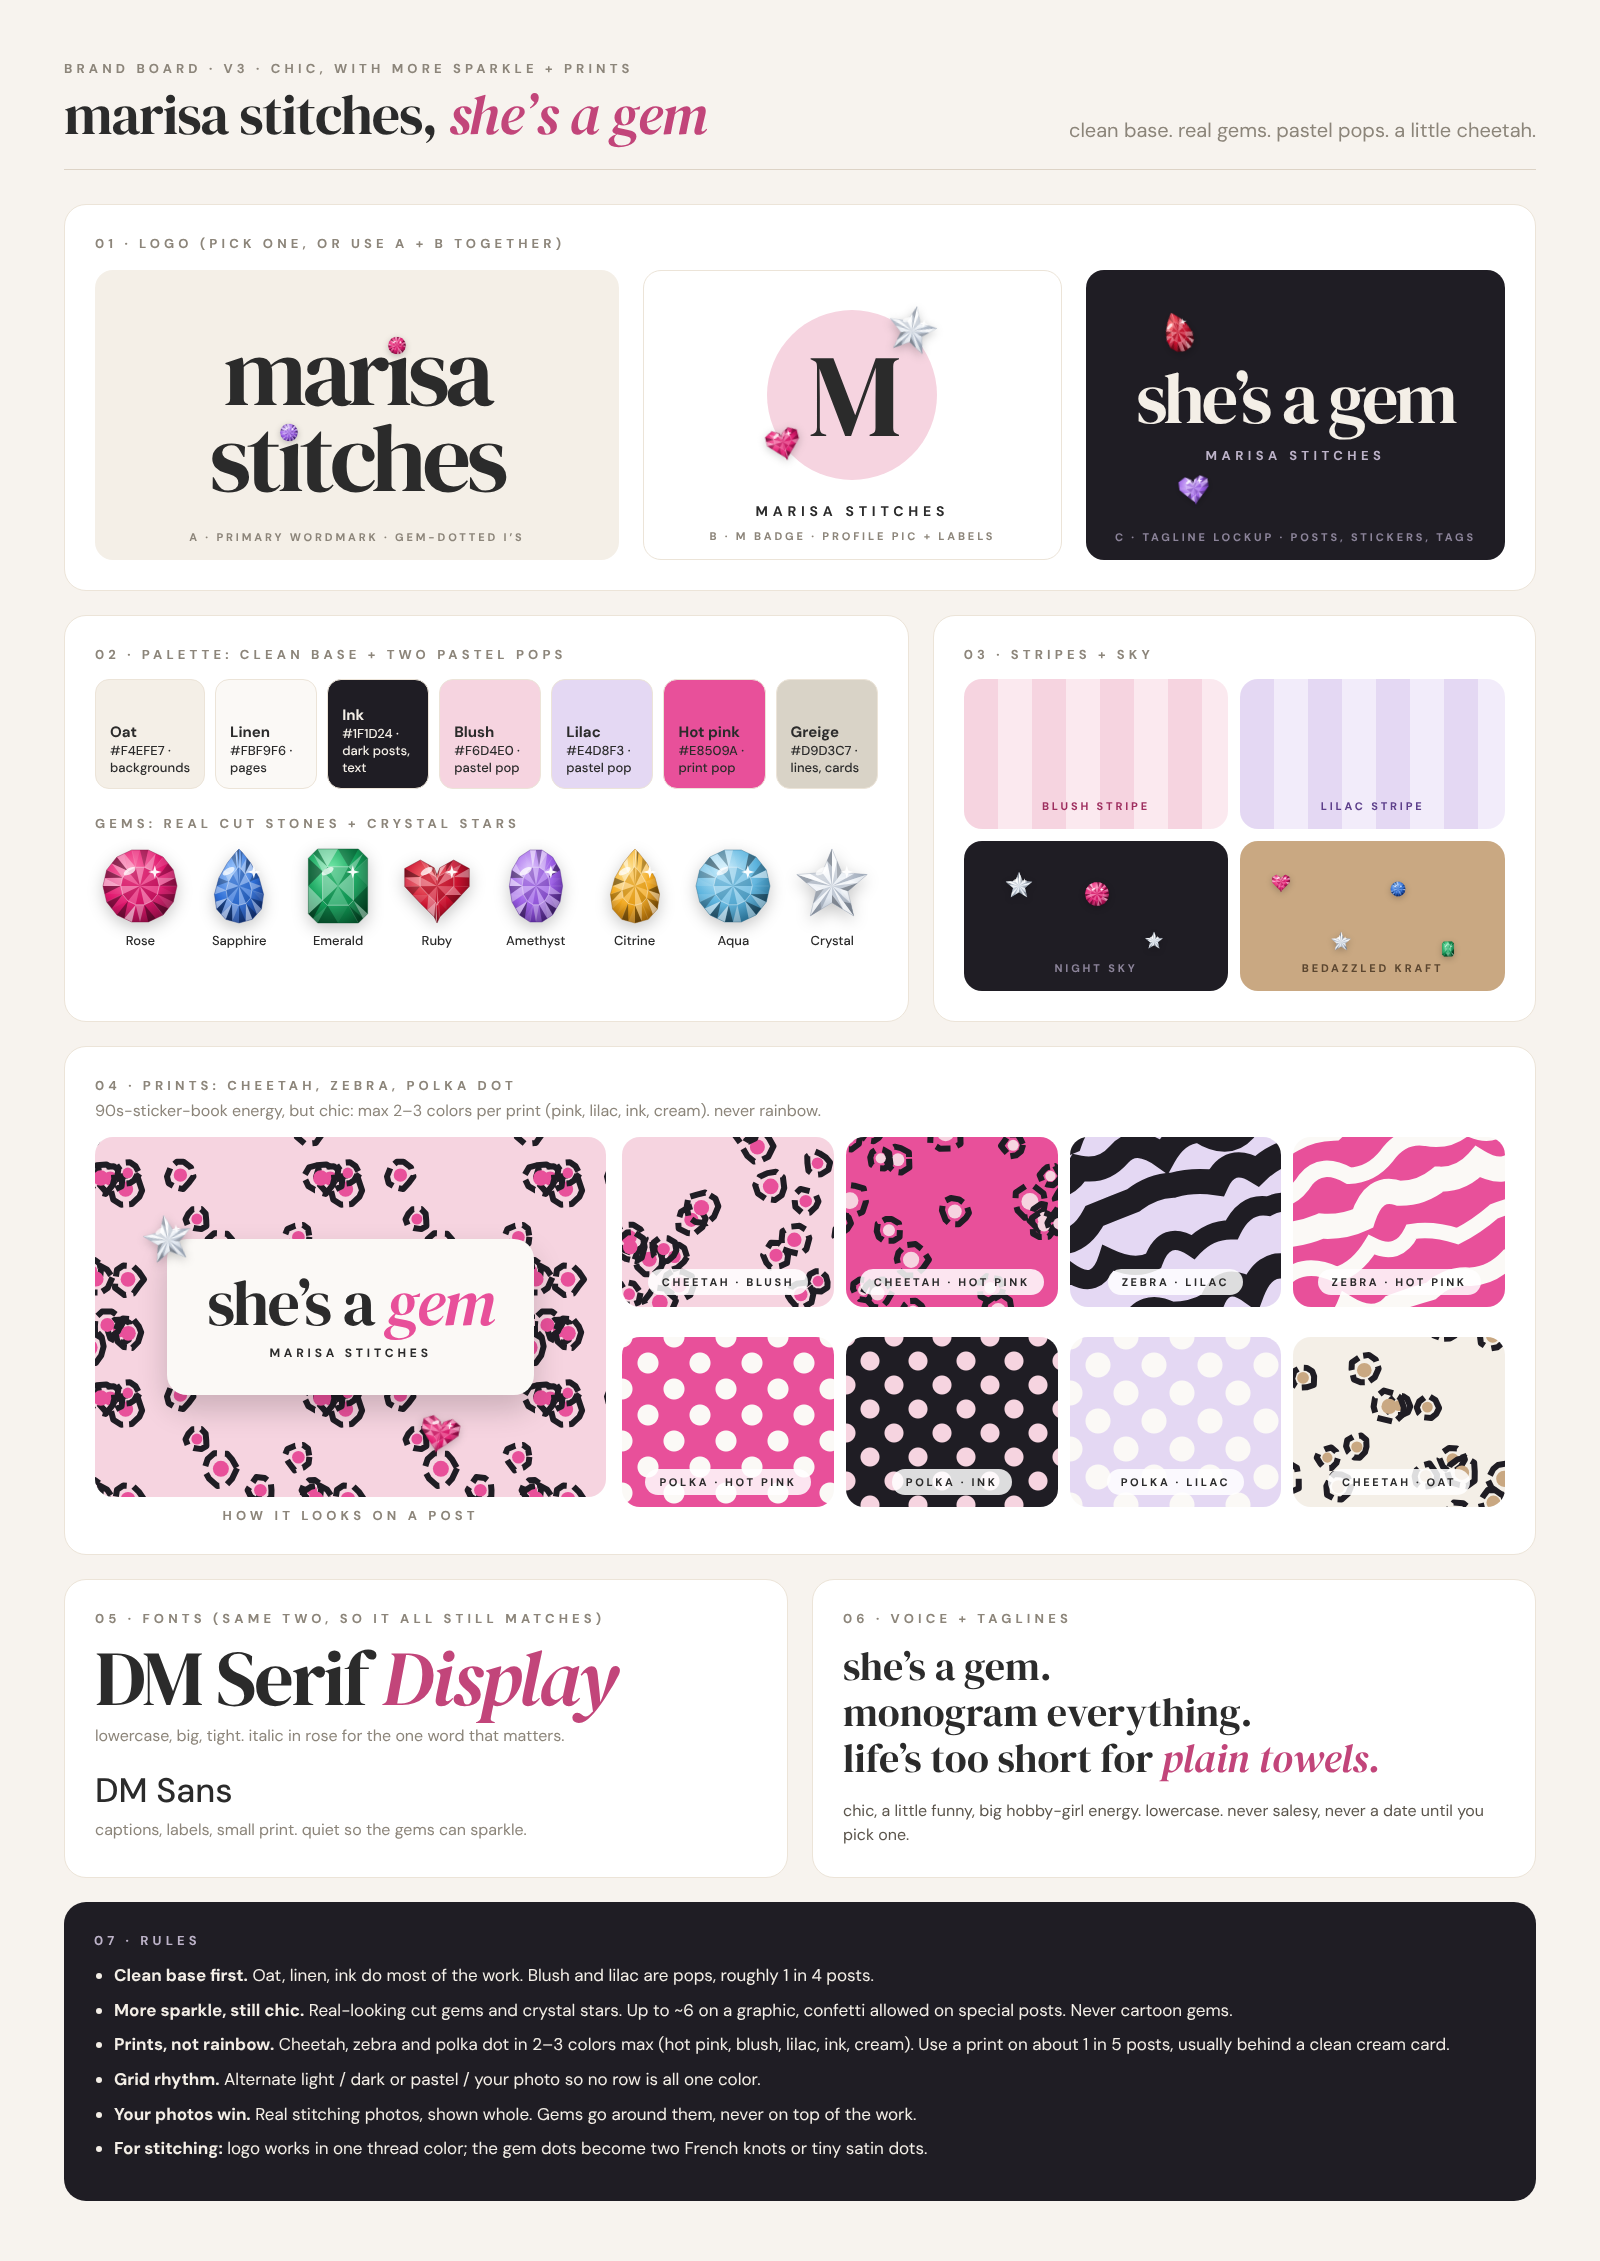 BRAND BOARD · V3 · CHIC, WITH MORE SPARKLE + PRINTS
marisa stitches, she’s a gem
clean base. real gems. pastel pops. a little cheetah.
01 · LOGO (PICK ONE, OR USE A + B TOGETHER)
marisa
stitches
A · PRIMARY WORDMARK · GEM-DOTTED I’S
M
MARISA STITCHES
B · M BADGE · PROFILE PIC + LABELS
she’s a gem
MARISA STITCHES
C · TAGLINE LOCKUP · POSTS, STICKERS, TAGS
02 · PALETTE: CLEAN BASE + TWO PASTEL POPS
Oat
#F4EFE7 ·
backgrounds
Linen
#FBF9F6 ·
pages
Ink
#1F1D24 ·
dark posts,
text
Blush
#F6D4E0 ·
pastel pop
Lilac
#E4D8F3 ·
pastel pop
Hot pink
#E8509A ·
print pop
Greige
#D9D3C7 ·
lines, cards
GEMS: REAL CUT STONES + CRYSTAL STARS
Rose
Sapphire
Emerald
Ruby
Amethyst
Citrine
Aqua
Crystal
03 · STRIPES + SKY
BLUSH STRIPE
LILAC STRIPE
NIGHT SKY
BEDAZZLED KRAFT
04 · PRINTS: CHEETAH, ZEBRA, POLKA DOT
90s-sticker-book energy, but chic: max 2–3 colors per print (pink, lilac, ink, cream). never rainbow.
she’s a gem
MARISA STITCHES
HOW IT LOOKS ON A POST
CHEETAH · BLUSH
CHEETAH · HOT PINK
ZEBRA · LILAC
ZEBRA · HOT PINK
POLKA · HOT PINK
POLKA · INK
POLKA · LILAC
CHEETAH · OAT
05 · FONTS (SAME TWO, SO IT ALL STILL MATCHES)
DM Serif Display
lowercase, big, tight. italic in rose for the one word that matters.
DM Sans
captions, labels, small print. quiet so the gems can sparkle.
06 · VOICE + TAGLINES
she’s a gem.
monogram everything.
life’s too short for plain towels.
chic, a little funny, big hobby-girl energy. lowercase. never salesy, never a date until you
pick one.
07 · RULES
• Clean base first. Oat, linen, ink do most of the work. Blush and lilac are pops, roughly 1 in 4 posts.
• More sparkle, still chic. Real-looking cut gems and crystal stars. Up to ~6 on a graphic, confetti allowed on special posts. Never cartoon gems.
• Prints, not rainbow. Cheetah, zebra and polka dot in 2–3 colors max (hot pink, blush, lilac, ink, cream). Use a print on about 1 in 5 posts, usually behind a clean cream card.
• Grid rhythm. Alternate light / dark or pastel / your photo so no row is all one color.
• Your photos win. Real stitching photos, shown whole. Gems go around them, never on top of the work.
• For stitching: logo works in one thread color; the gem dots become two French knots or tiny satin dots.